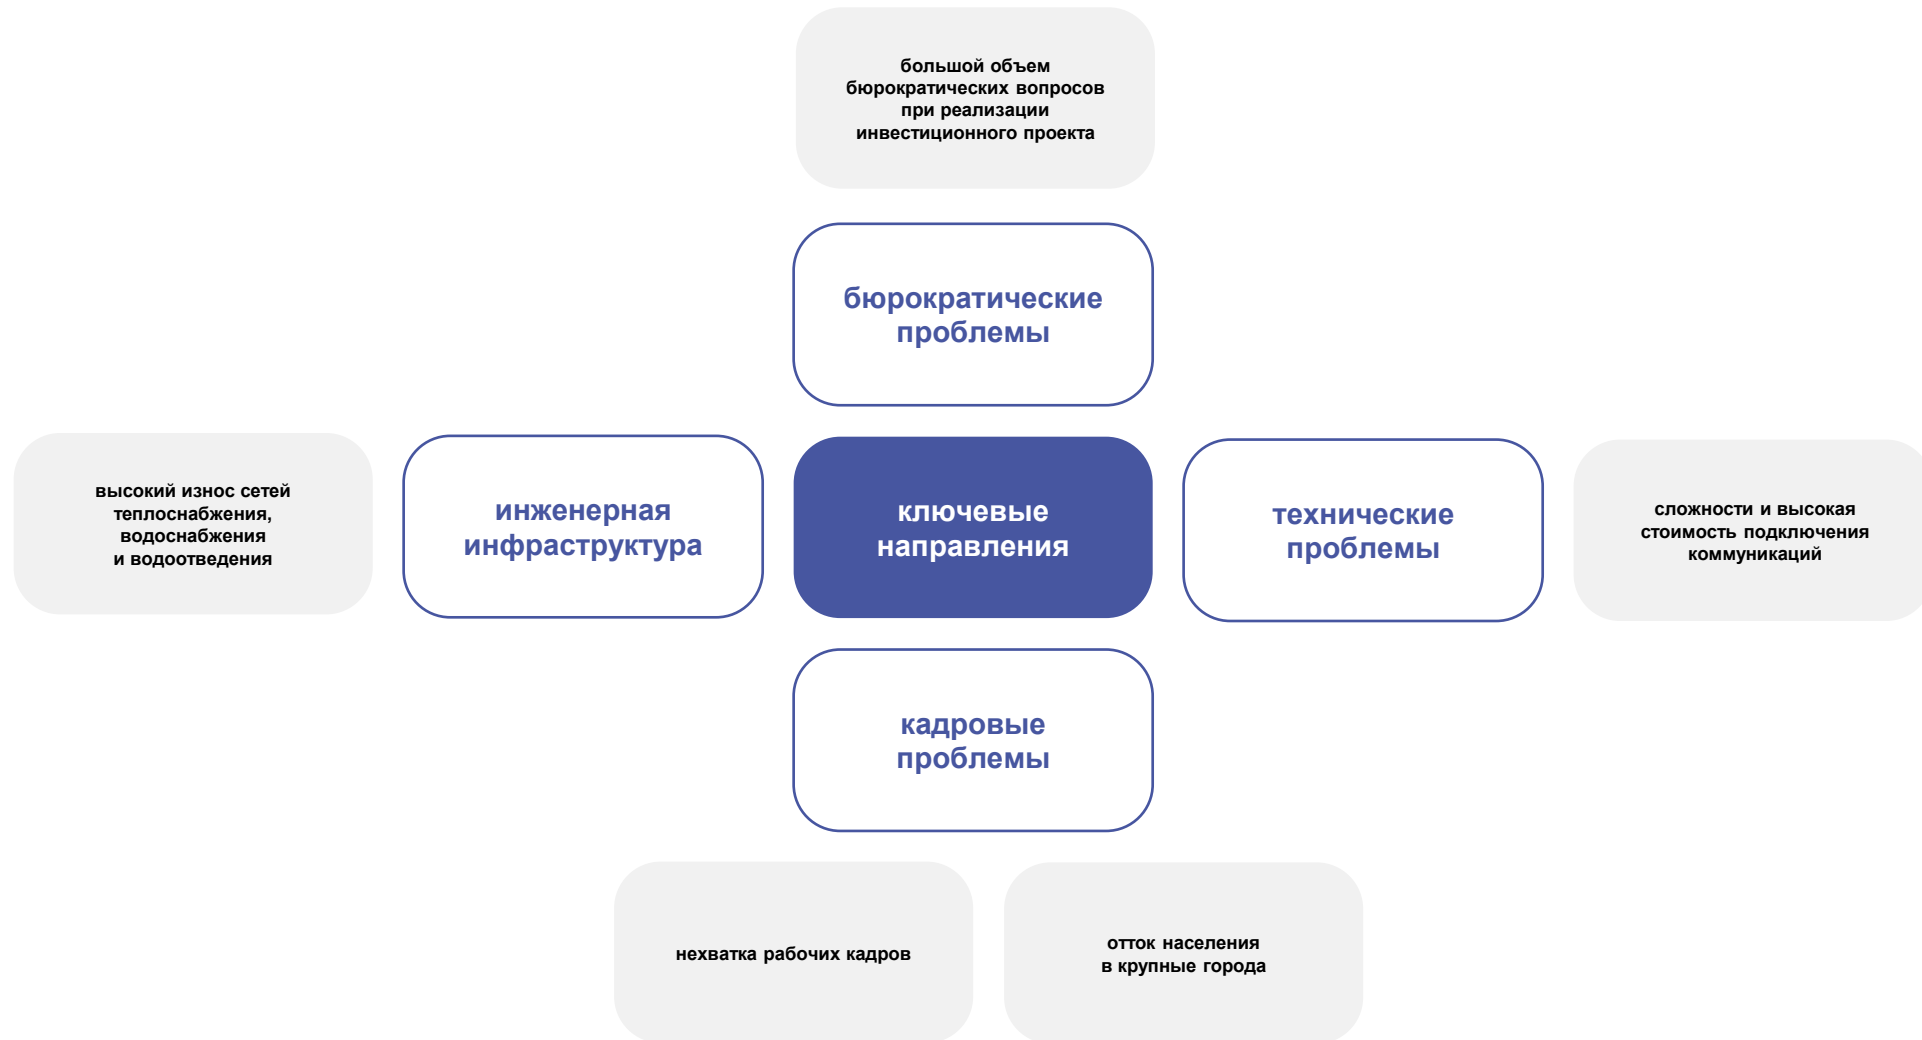 большой объем
бюрократических вопросов
при реализации
инвестиционного проекта
бюрократические
проблемы
высокий износ сетей
теплоснабжения,
водоснабжения
и водоотведения
инженерная
инфраструктура
ключевые
направления
технические
проблемы
сложности и высокая
стоимость подключения
коммуникаций
кадровые
проблемы
нехватка рабочих кадров
отток населения
в крупные города